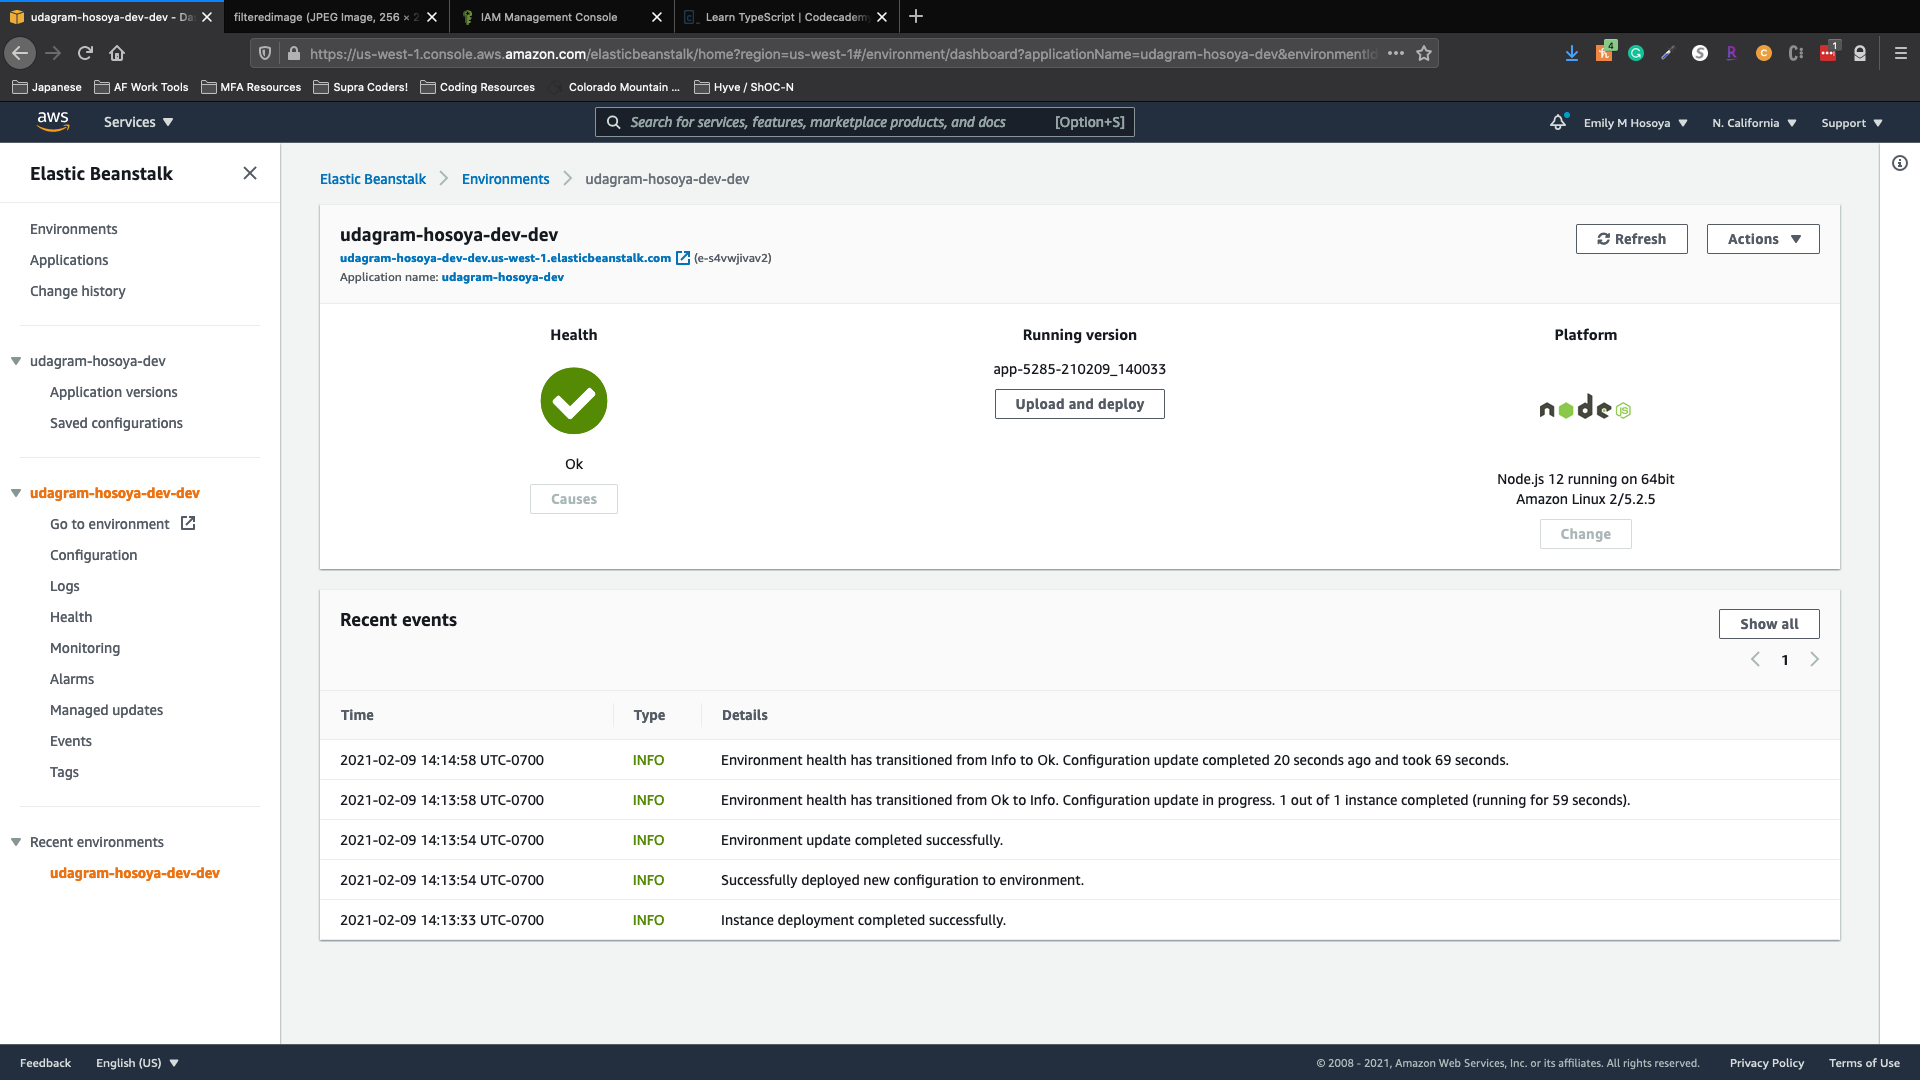 udagram-hosoya-dev-dev - Da
filteredimage (JPEG Image, 256 × 2
IAM Management Console
Learn TypeScript | Codecadem
https://us-west-1.console.aws.amazon.com/elasticbeanstalk/home?region=us-west-1#/environment/dashboard?applicationName=udagram-hosoya-dev&environmentId
Japanese
AF Work Tools
MFA Resources
Supra Coders!
Coding Resources
Colorado Mountain ...
Hyve / ShOC-N
aws
Services
Search for services, features, marketplace products, and docs
[Option+S]
Emily M Hosoya
N. California
Support
Elastic Beanstalk
Environments
Applications
Change history
udagram-hosoya-dev
Application versions
Saved configurations
udagram-hosoya-dev-dev
Go to environment
Configuration
Logs
Health
Monitoring
Alarms
Managed updates
Events
Tags
Recent environments
udagram-hosoya-dev-dev
Elastic Beanstalk
Environments
udagram-hosoya-dev-dev
udagram-hosoya-dev-dev
udagram-hosoya-dev-dev.us-west-1.elasticbeanstalk.com (e-s4vwjivav2)
Application name: udagram-hosoya-dev
Refresh
Actions
Health
Ok
Causes
Running version
app-5285-210209_140033
Upload and deploy
Platform
node JS
Node.js 12 running on 64bit
Amazon Linux 2/5.2.5
Change
Recent events
Show all
1
Time Type Details
2021-02-09 14:14:58 UTC-0700 INFO Environment health has transitioned from Info to Ok. Configuration update completed 20 seconds ago and took 69 seconds.
2021-02-09 14:13:58 UTC-0700 INFO Environment health has transitioned from Ok to Info. Configuration update in progress. 1 out of 1 instance completed (running for 59 seconds).
2021-02-09 14:13:54 UTC-0700 INFO Environment update completed successfully.
2021-02-09 14:13:54 UTC-0700 INFO Successfully deployed new configuration to environment.
2021-02-09 14:13:33 UTC-0700 INFO Instance deployment completed successfully.
Feedback
English (US)
© 2008 - 2021, Amazon Web Services, Inc. or its affiliates. All rights reserved.
Privacy Policy
Terms of Use